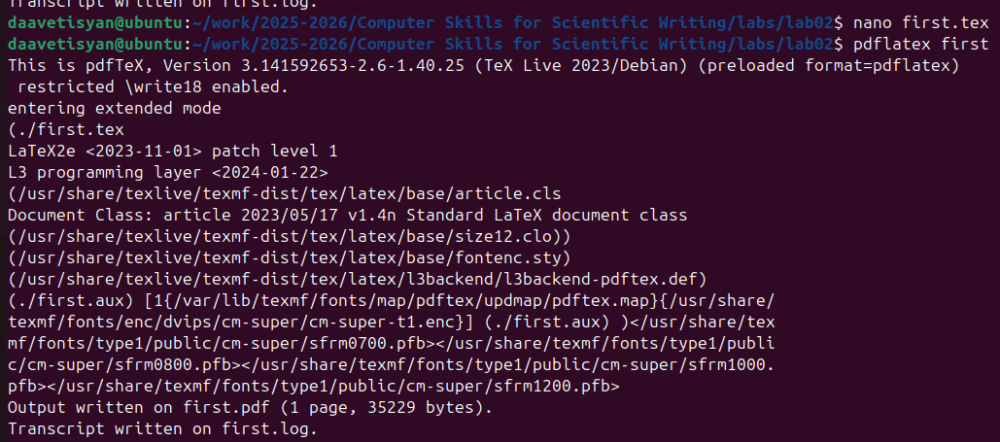 Transcript written on first.log.
daavetisyan@ubuntu:~/work/2025-2026/Computer Skills for Scientific Writing/labs/lab02$ nano first.tex
daavetisyan@ubuntu:~/work/2025-2026/Computer Skills for Scientific Writing/labs/lab02$ pdflatex first
This is pdfTeX, Version 3.141592653-2.6-1.40.25 (TeX Live 2023/Debian) (preloaded format=pdflatex)
 restricted \write18 enabled.
entering extended mode
(./first.tex
LaTeX2e <2023-11-01> patch level 1
L3 programming layer <2024-01-22>
(/usr/share/texlive/texmf-dist/tex/latex/base/article.cls
Document Class: article 2023/05/17 v1.4n Standard LaTeX document class
(/usr/share/texlive/texmf-dist/tex/latex/base/size12.clo))
(/usr/share/texlive/texmf-dist/tex/latex/base/fontenc.sty)
(/usr/share/texlive/texmf-dist/tex/latex/l3backend/l3backend-pdftex.def)
(./first.aux) [1{/var/lib/texmf/fonts/map/pdftex/updmap/pdftex.map}{/usr/share/
texmf/fonts/enc/dvips/cm-super/cm-super-t1.enc}] (./first.aux) )</usr/share/tex
mf/fonts/type1/public/cm-super/sfrm0700.pfb></usr/share/texmf/fonts/type1/publi
c/cm-super/sfrm0800.pfb></usr/share/texmf/fonts/type1/public/cm-super/sfrm1000.
pfb></usr/share/texmf/fonts/type1/public/cm-super/sfrm1200.pfb>
Output written on first.pdf (1 page, 35229 bytes).
Transcript written on first.log.